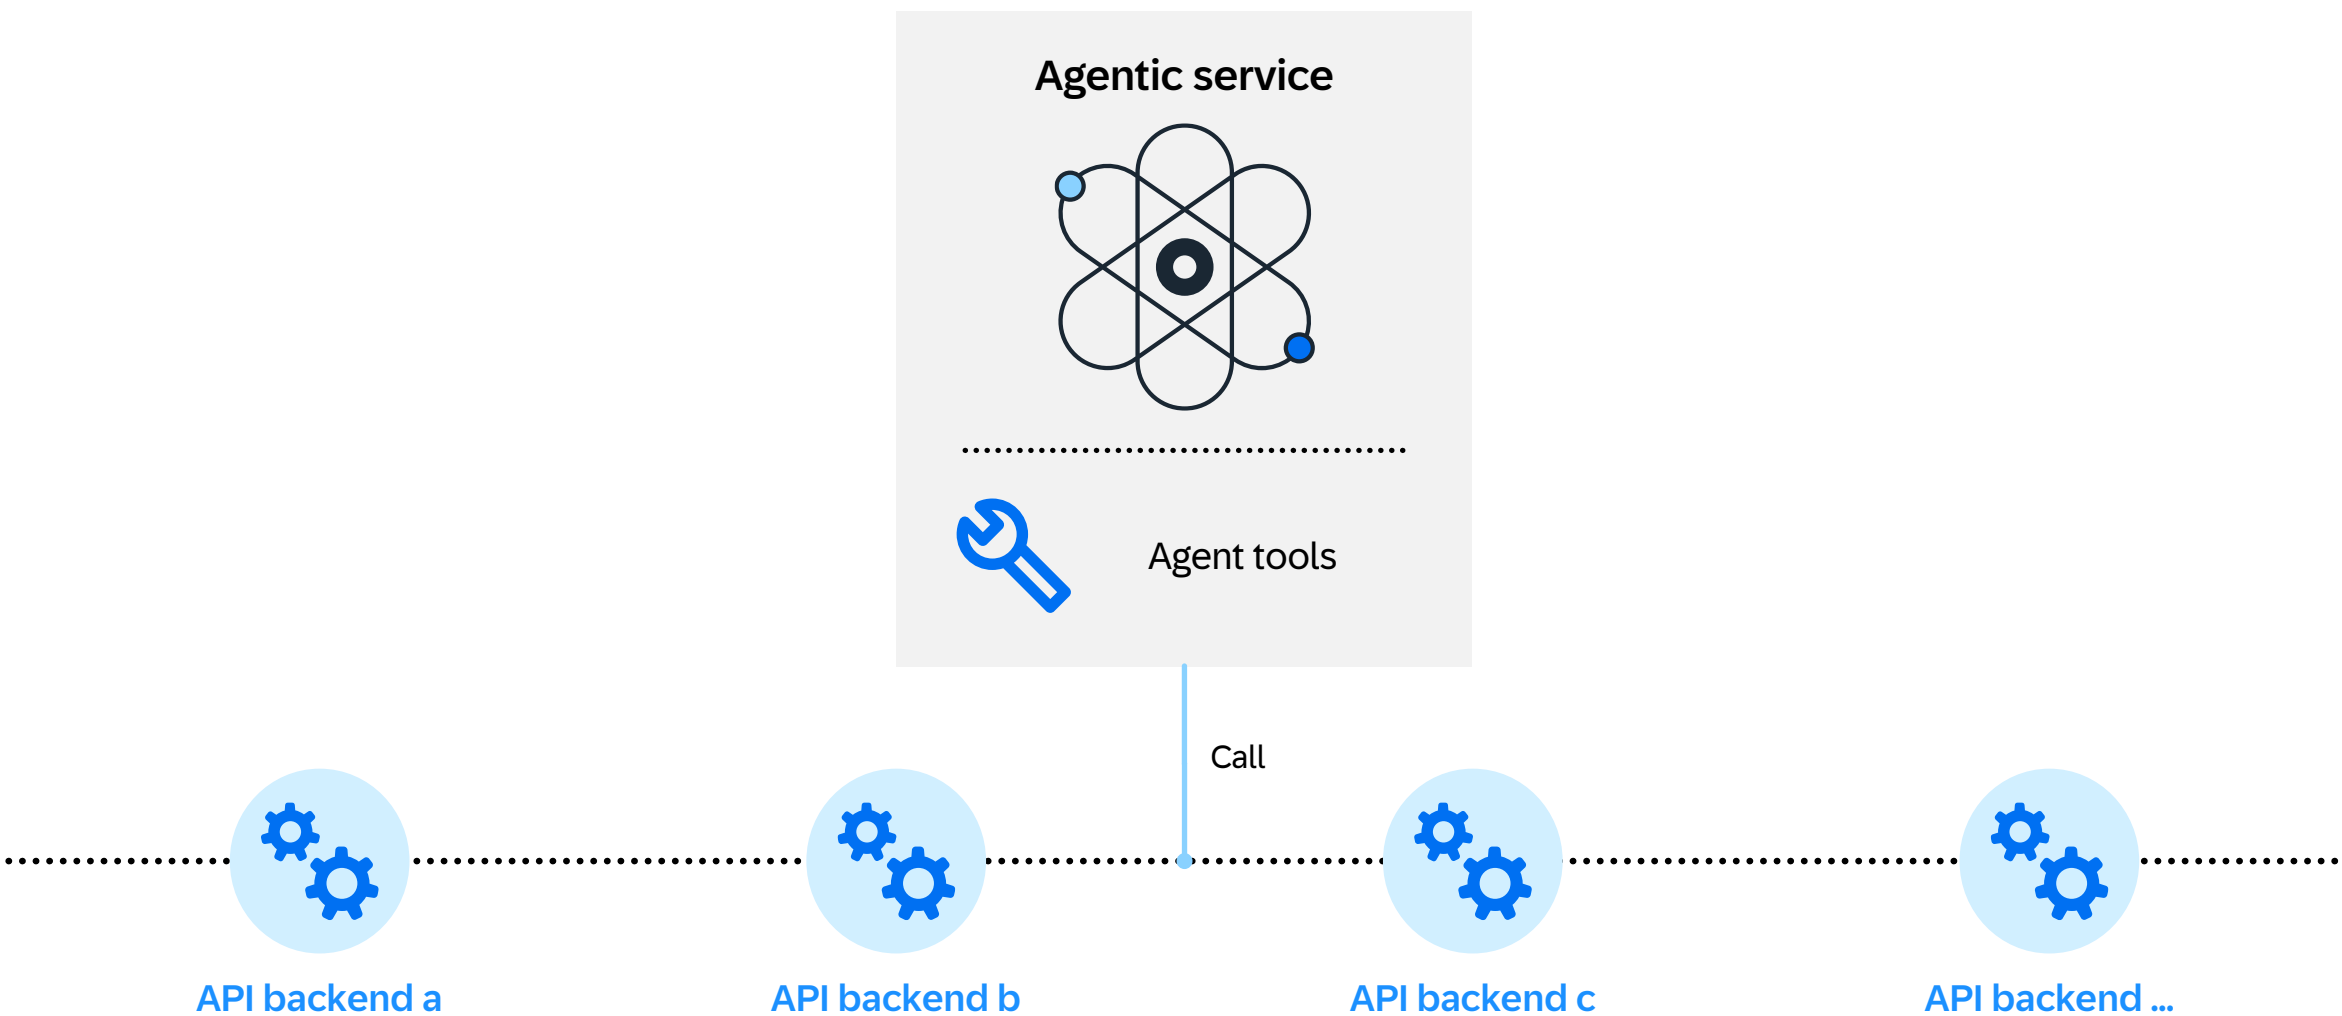 Agentic service
Agent tools
Call
API backend a
API backend b
API backend c
API backend ...